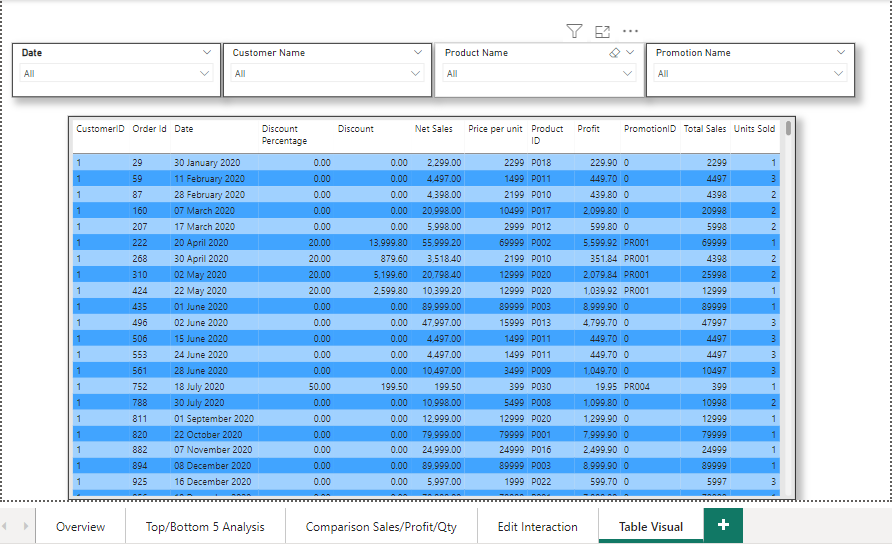 Date Customer Name Product Name Promotion Name
All All All All
CustomerID Order Id Date Discount Percentage Discount Net Sales Price per unit Product ID Profit PromotionID Total Sales Units Sold
1 29 30 January 2020 0.00 0.00 2,299.00 2299 P018 229.90 0 2299 1
1 59 11 February 2020 0.00 0.00 4,497.00 1499 P011 449.70 0 4497 3
1 87 28 February 2020 0.00 0.00 4,398.00 2199 P010 439.80 0 4398 2
1 160 07 March 2020 0.00 0.00 20,998.00 10499 P017 2,099.80 0 20998 2
1 207 17 March 2020 0.00 0.00 5,998.00 2999 P012 599.80 0 5998 2
1 222 20 April 2020 20.00 13,999.80 55,999.20 69999 P002 5,599.92 PR001 69999 1
1 268 30 April 2020 20.00 879.60 3,518.40 2199 P010 351.84 PR001 4398 2
1 310 02 May 2020 20.00 5,199.60 20,798.40 12999 P020 2,079.84 PR001 25998 2
1 424 22 May 2020 20.00 2,599.80 10,399.20 12999 P020 1,039.92 PR001 12999 1
1 435 01 June 2020 0.00 0.00 89,999.00 89999 P003 8,999.90 0 89999 1
1 496 02 June 2020 0.00 0.00 47,997.00 15999 P013 4,799.70 0 47997 3
1 506 15 June 2020 0.00 0.00 4,497.00 1499 P011 449.70 0 4497 3
1 553 24 June 2020 0.00 0.00 4,497.00 1499 P011 449.70 0 4497 3
1 561 28 June 2020 0.00 0.00 10,497.00 3499 P009 1,049.70 0 10497 3
1 752 18 July 2020 50.00 199.50 199.50 399 P030 19.95 PR004 399 1
1 788 30 July 2020 0.00 0.00 10,998.00 5499 P008 1,099.80 0 10998 2
1 811 01 September 2020 0.00 0.00 12,999.00 12999 P020 1,299.90 0 12999 1
1 820 22 October 2020 0.00 0.00 79,999.00 79999 P001 7,999.90 0 79999 1
1 882 07 November 2020 0.00 0.00 24,999.00 24999 P016 2,499.90 0 24999 1
1 894 08 December 2020 0.00 0.00 89,999.00 89999 P003 8,999.90 0 89999 1
1 925 16 December 2020 0.00 0.00 5,997.00 1999 P022 599.70 0 5997 3
Overview Top/Bottom 5 Analysis Comparison Sales/Profit/Qty Edit Interaction Table Visual +